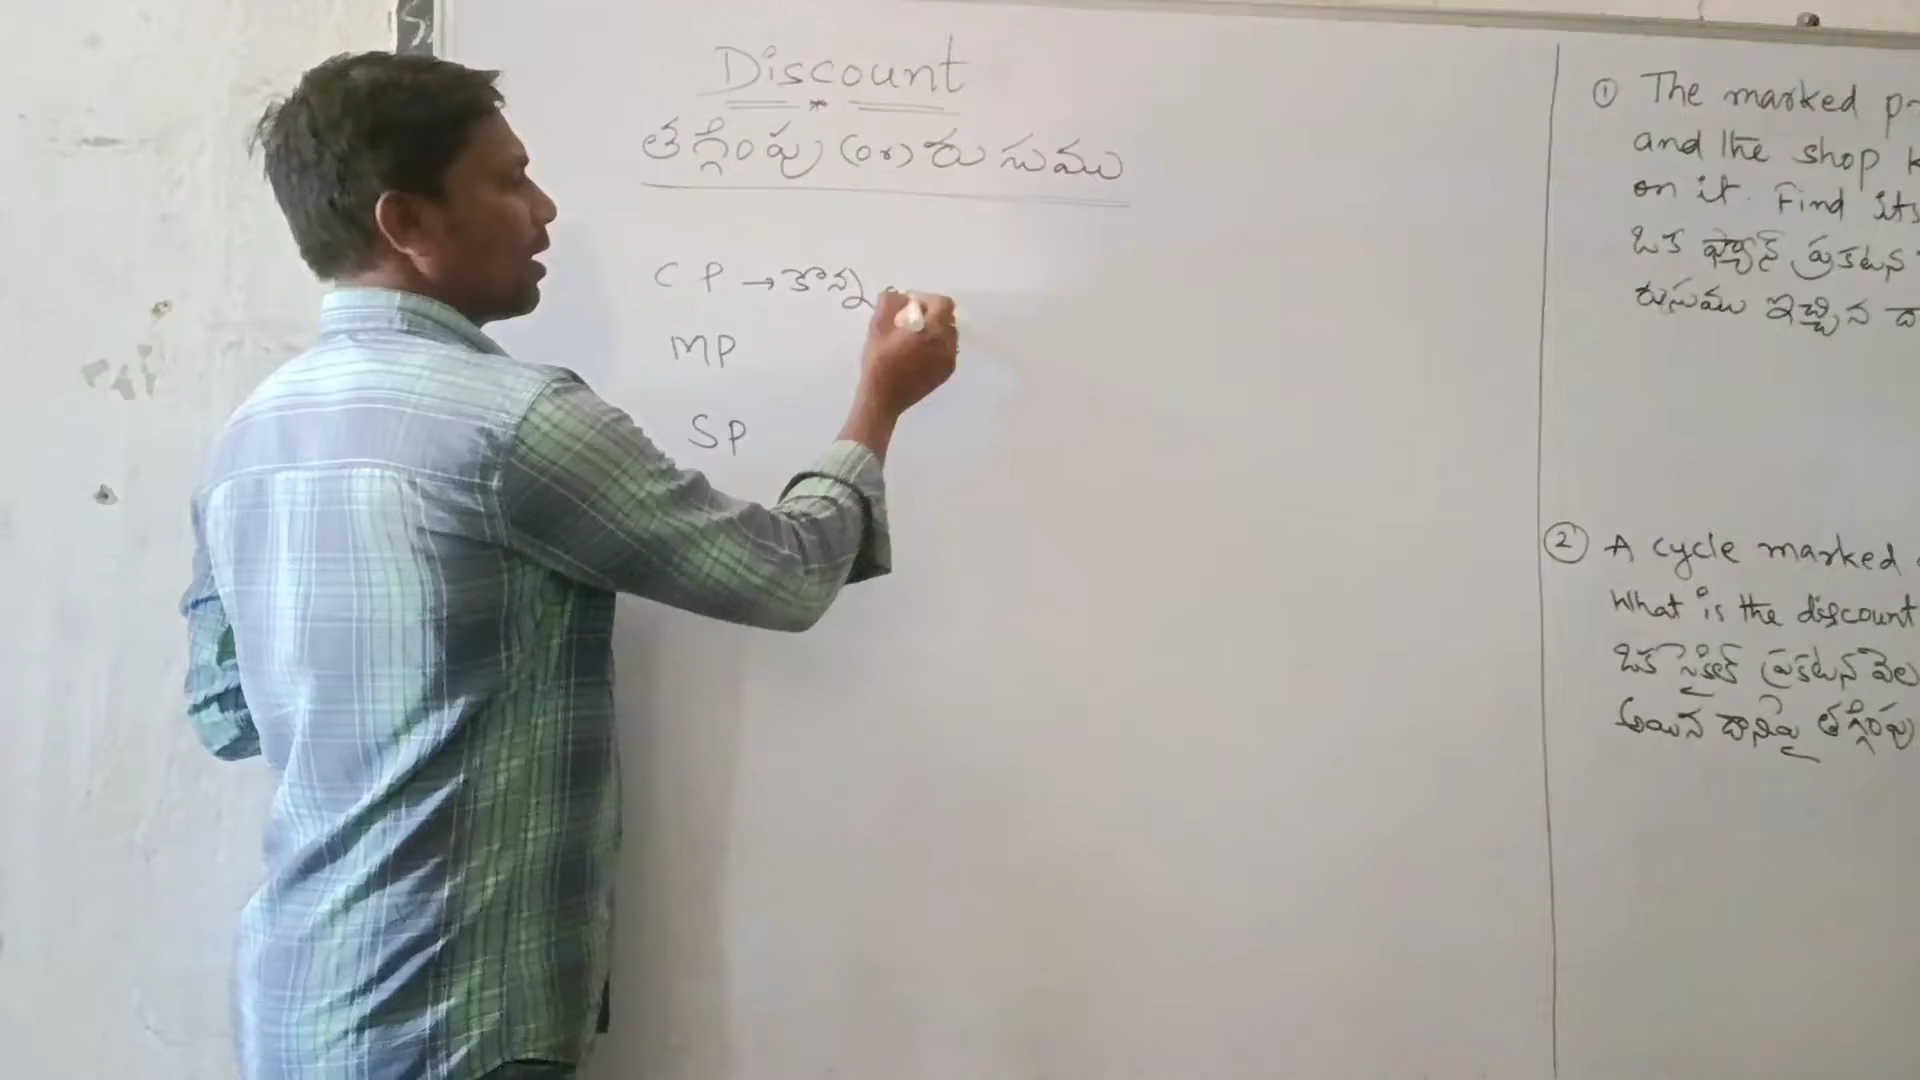 Discount
తగ్గింపు (or) రుసుము
CP → కొన్న
MP
SP
① The marked
and the shop
on it. Find its
ఒక ఫ్యాన్ ప్రకటన
రుసుము ఇచ్చిన
② A cycle marked
What is the discount
ఒక సైకిల్ ప్రకటన వెల
అయిన దానిపై తగ్గింపు